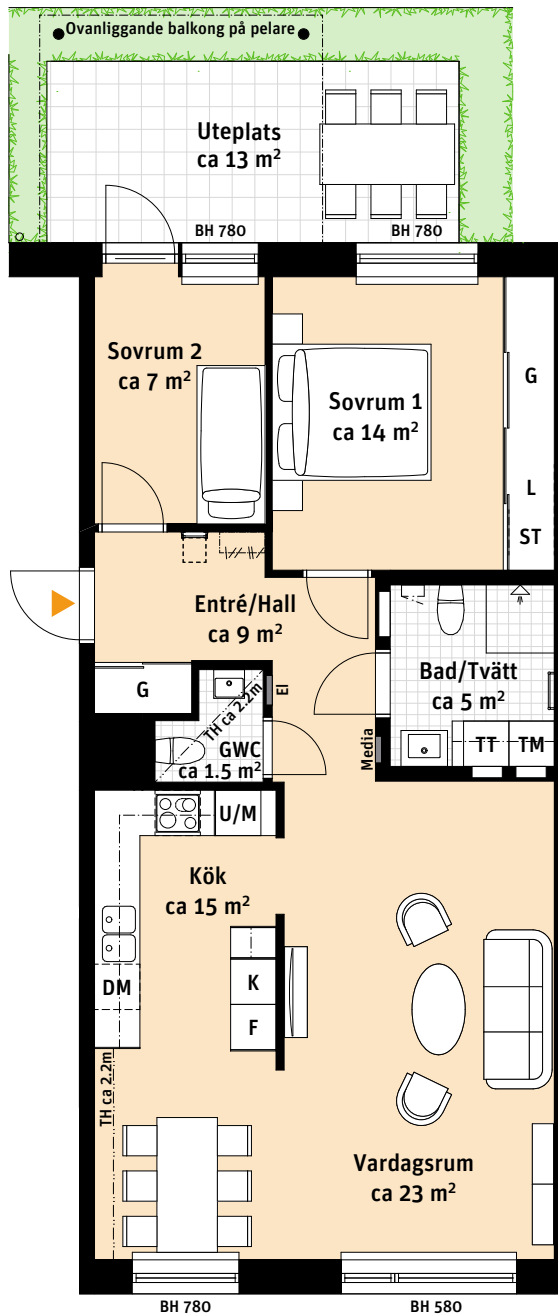 Ovanliggande balkong på pelare
Uteplats
ca 13 m²
BH 780
BH 780
Sovrum 2
ca 7 m²
Sovrum 1
ca 14 m²
G
L
ST
Entré/Hall
ca 9 m²
G
TH ca 2.2m
El
GWC
ca 1.5 m²
Bad/Tvätt
ca 5 m²
Media
TT
TM
U/M
Kök
ca 15 m²
DM
K
F
TH ca 2.2m
Vardagsrum
ca 23 m²
BH 780
BH 580